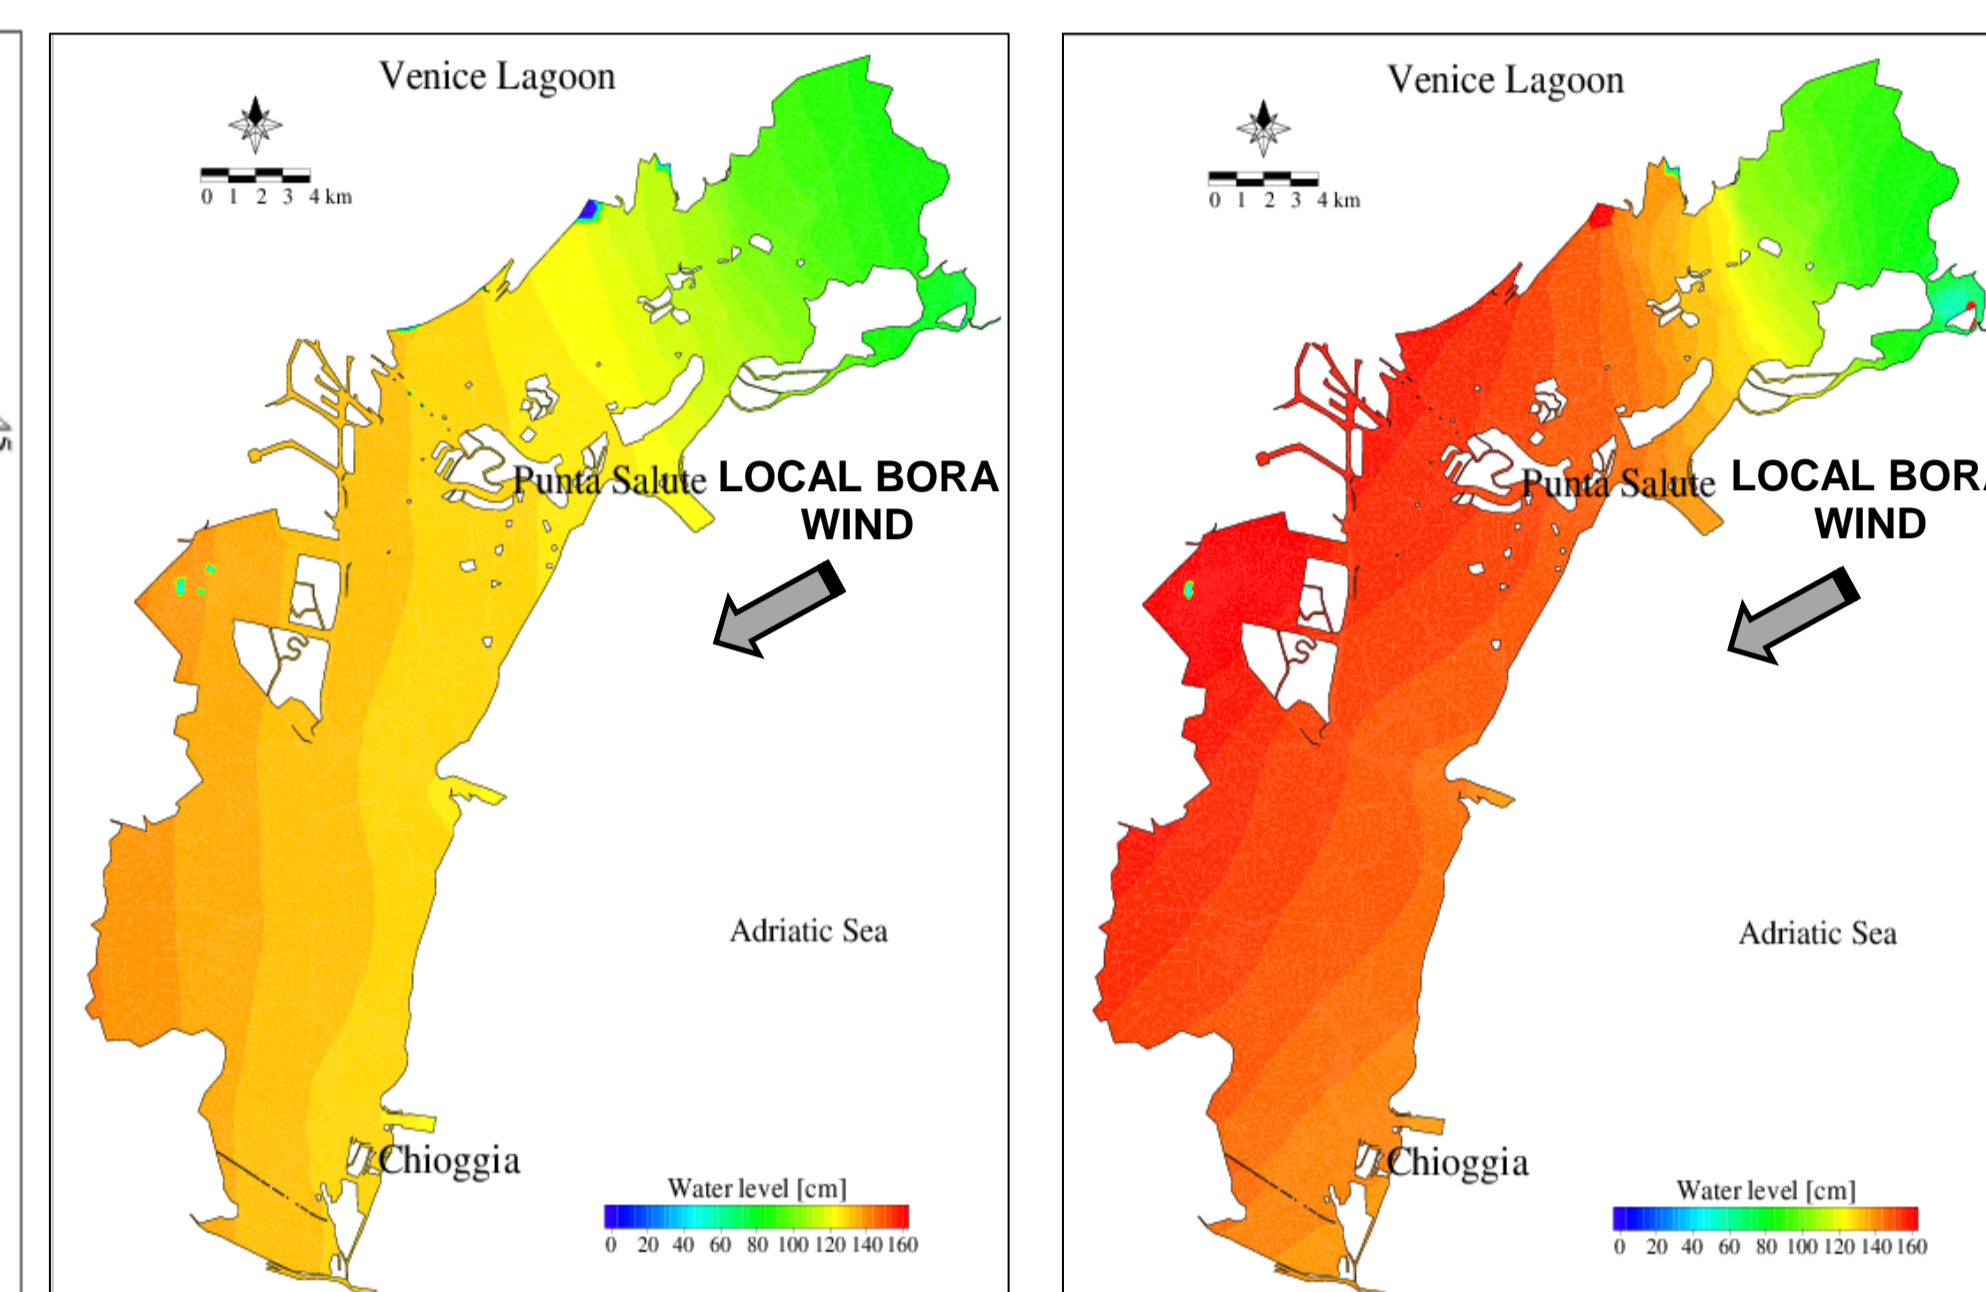 Venice Lagoon
0 1 2 3 4 km
Punta Salute
LOCAL BORA
WIND
Adriatic Sea
Chioggia
Water level [cm]
0 20 40 60 80 100 120 140 160
Venice Lagoon
0 1 2 3 4 km
Punta Salute
LOCAL BOR
WIND
Adriatic Sea
Chioggia
Water level [cm]
0 20 40 60 80 100 120 140 160